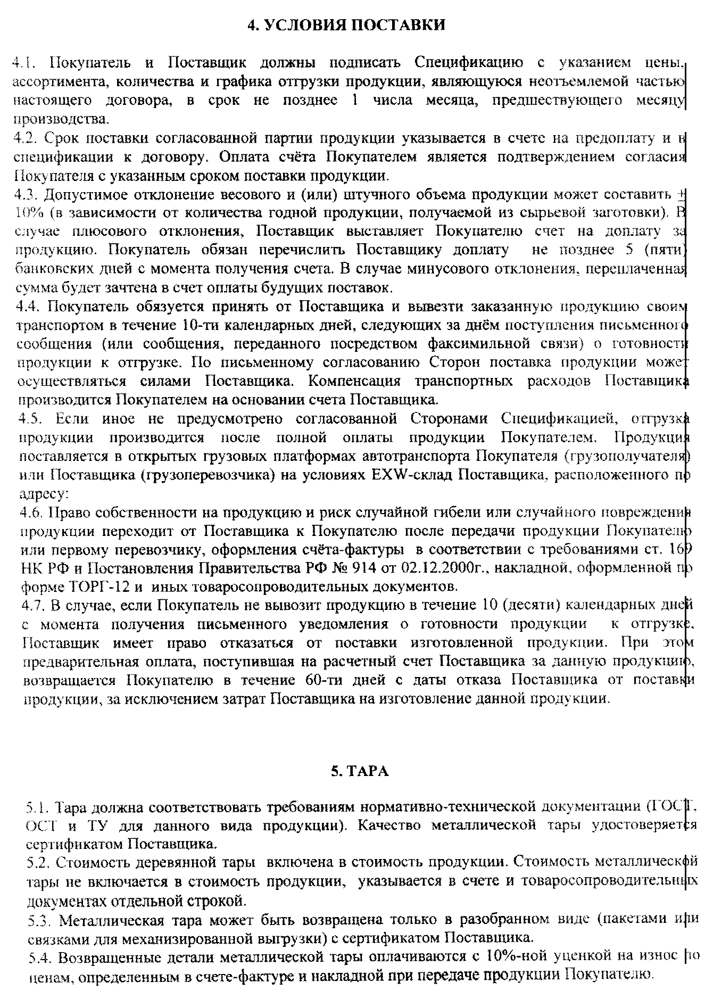 4. УСЛОВИЯ ПОСТАВКИ
4.1. Покупатель и Поставщик должны подписать Спецификацию с указанием цены,
ассортимента, количества и графика отгрузки продукции, являющуюся неотъемлемой частью
настоящего договора, в срок не позднее 1 числа месяца, предшествующего месяцу
производства.
4.2. Срок поставки согласованной партии продукции указывается в счете на предоплату и в
спецификации к договору. Оплата счёта Покупателем является подтверждением согласия
Покупателя с указанным сроком поставки продукции.
4.3. Допустимое отклонение весового и (или) штучного объема продукции может составить ±
10% (в зависимости от количества годной продукции, получаемой из сырьевой заготовки). В
случае плюсового отклонения, Поставщик выставляет Покупателю счет на доплату за
продукцию. Покупатель обязан перечислить Поставщику доплату не позднее 5 (пяти)
банковских дней с момента получения счета. В случае минусового отклонения, переплаченная
сумма будет зачтена в счет оплаты будущих поставок.
4.4. Покупатель обязуется принять от Поставщика и вывезти заказанную продукцию своим
транспортом в течение 10-ти календарных дней, следующих за днём поступления письменного
сообщения (или сообщения, переданного посредством факсимильной связи) о готовности
продукции к отгрузке. По письменному согласованию Сторон поставка продукции может
осуществляться силами Поставщика. Компенсация транспортных расходов Поставщика
производится Покупателем на основании счета Поставщика.
4.5. Если иное не предусмотрено согласованной Сторонами Спецификацией, отгрузка
продукции производится после полной оплаты продукции Покупателем. Продукция
поставляется в открытых грузовых платформах автотранспорта Покупателя (грузополучателя)
или Поставщика (грузоперевозчика) на условиях EXW-склад Поставщика, расположенного по
адресу:
4.6. Право собственности на продукцию и риск случайной гибели или случайного повреждения
продукции переходит от Поставщика к Покупателю после передачи продукции Покупателю
или первому перевозчику, оформления счёта-фактуры в соответствии с требованиями ст. 169
НК РФ и Постановления Правительства РФ № 914 от 02.12.2000г., накладной, оформленной по
форме ТОРГ-12 и иных товаросопроводительных документов.
4.7. В случае, если Покупатель не вывозит продукцию в течение 10 (десяти) календарных дней
с момента получения письменного уведомления о готовности продукции к отгрузке,
Поставщик имеет право отказаться от поставки изготовленной продукции. При этом
предварительная оплата, поступившая на расчетный счет Поставщика за данную продукцию,
возвращается Покупателю в течение 60-ти дней с даты отказа Поставщика от поставки
продукции, за исключением затрат Поставщика на изготовление данной продукции.
5. ТАРА
5.1. Тара должна соответствовать требованиям нормативно-технической документации (ГОСТ,
ОСТ и ТУ для данного вида продукции). Качество металлической тары удостоверяется
сертификатом Поставщика.
5.2. Стоимость деревянной тары включена в стоимость продукции. Стоимость металлической
тары не включается в стоимость продукции, указывается в счете и товаросопроводительных
документах отдельной строкой.
5.3. Металлическая тара может быть возвращена только в разобранном виде (пакетами или
связками для механизированной выгрузки) с сертификатом Поставщика.
5.4. Возвращенные детали металлической тары оплачиваются с 10%-ной уценкой на износ по
ценам, определенным в счете-фактуре и накладной при передаче продукции Покупателю.